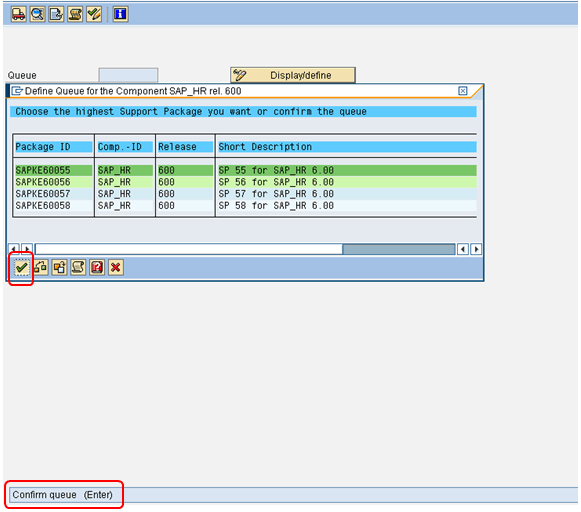 Queue
Display/define
Define Queue for the Component SAP_HR rel. 600
Choose the highest Support Package you want or confirm the queue
Package ID Comp.-ID Release Short Description
SAPKE60055 SAP_HR 600 SP 55 for SAP_HR 6.00
SAPKE60056 SAP_HR 600 SP 56 for SAP_HR 6.00
SAPKE60057 SAP_HR 600 SP 57 for SAP_HR 6.00
SAPKE60058 SAP_HR 600 SP 58 for SAP_HR 6.00
Confirm queue (Enter)